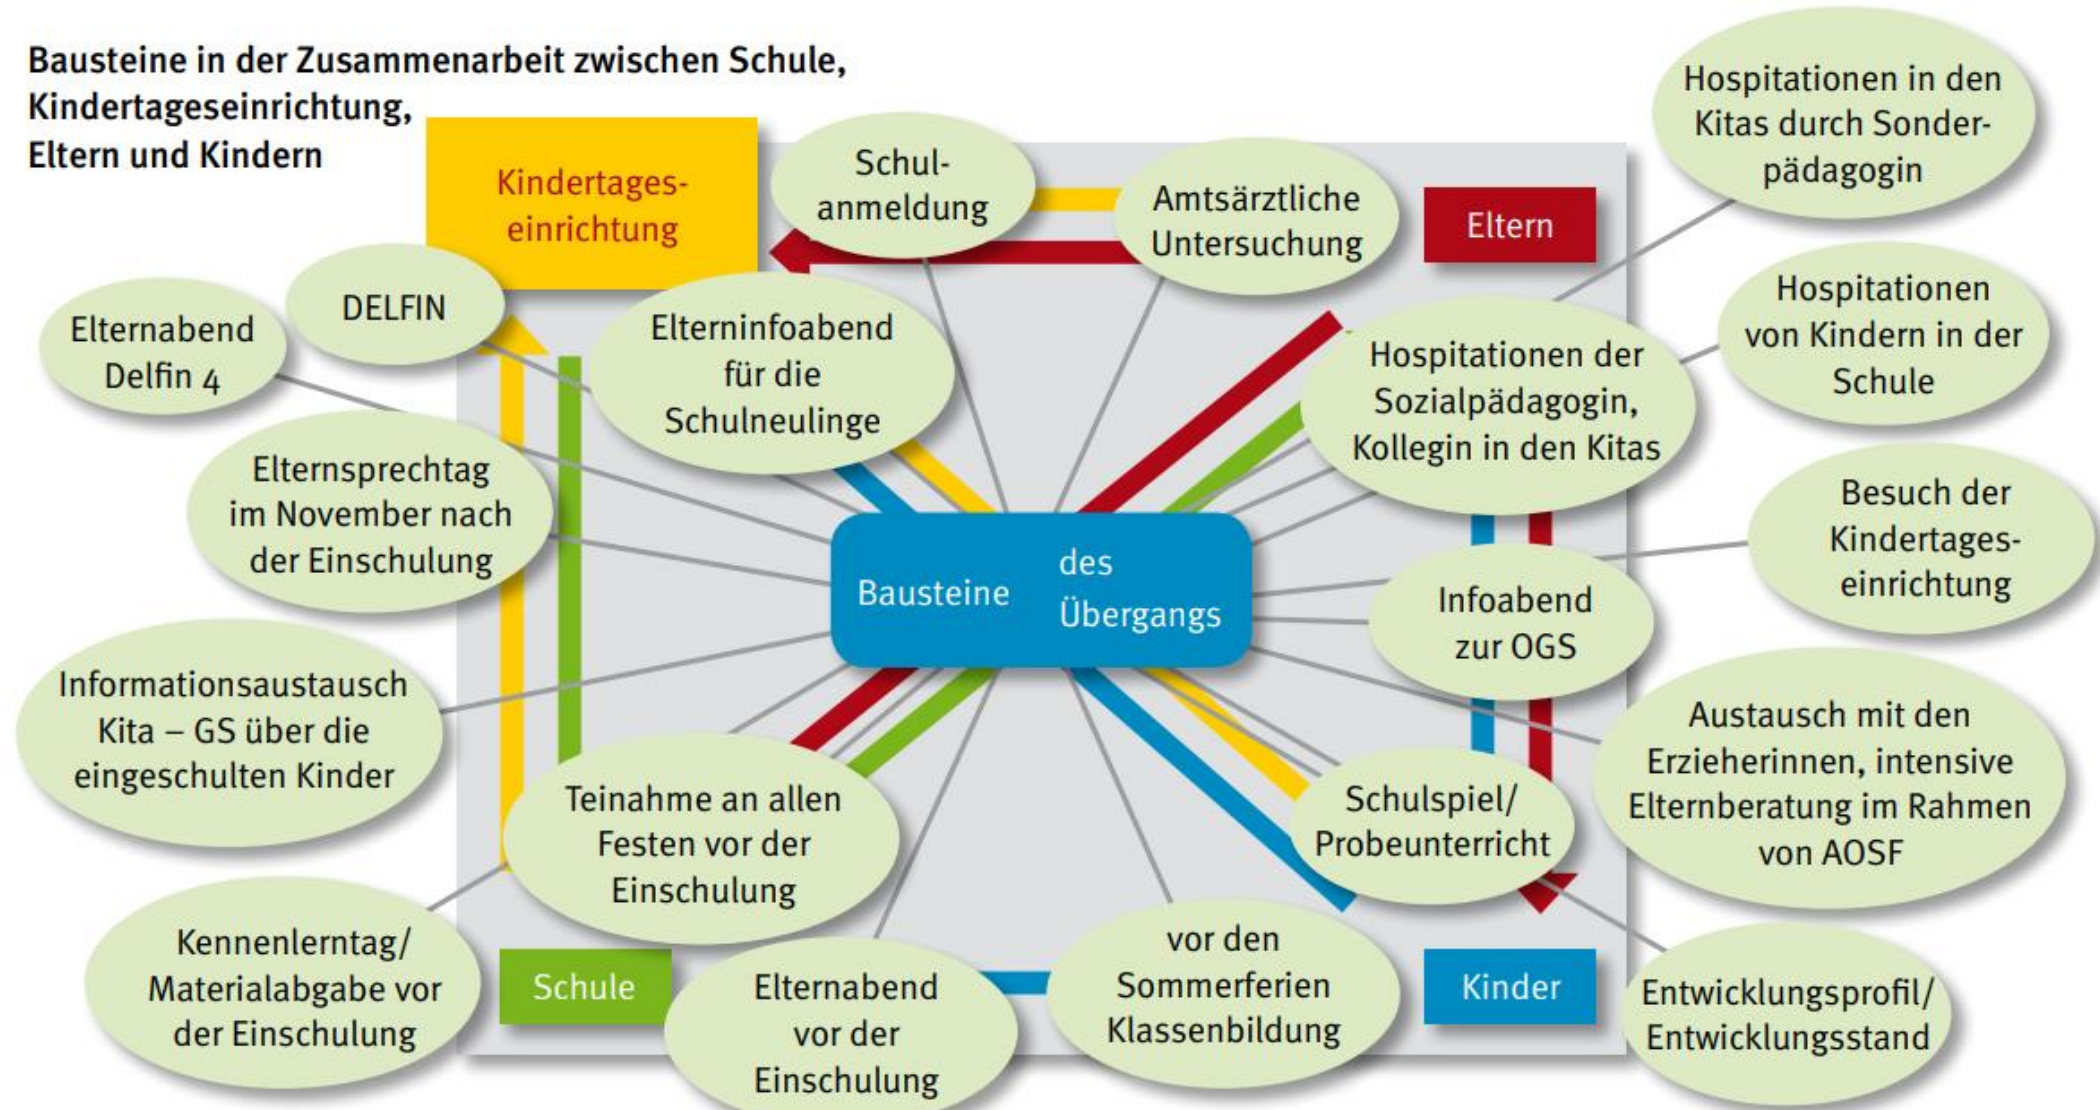 Bausteine in der Zusammenarbeit zwischen Schule,
Kindertageseinrichtung,
Eltern und Kindern
Kindertages-
einrichtung
Schul-
anmeldung
Amtsärztliche
Untersuchung
Eltern
Hospitationen in den
Kitas durch Sonder-
pädagogin
DELFIN
Elternabend
Delfin 4
Elterninfoabend
für die
Schulneulinge
Hospitationen der
Sozialpädagogin,
Kollegin in den Kitas
Hospitationen
von Kindern in der
Schule
Elternsprechtag
im November nach
der Einschulung
Bausteine
des
Übergangs
Infoabend
zur OGS
Besuch der
Kindertages-
einrichtung
Informationsaustausch
Kita – GS über die
eingeschulten Kinder
Teinahme an allen
Festen vor der
Einschulung
Schulspiel/
Probeunterricht
Austausch mit den
Erzieherinnen, intensive
Elternberatung im Rahmen
von AOSF
Kennenlerntag/
Materialabgabe vor
der Einschulung
Schule
Elternabend
vor der
Einschulung
vor den
Sommerferien
Klassenbildung
Kinder
Entwicklungsprofil/
Entwicklungsstand